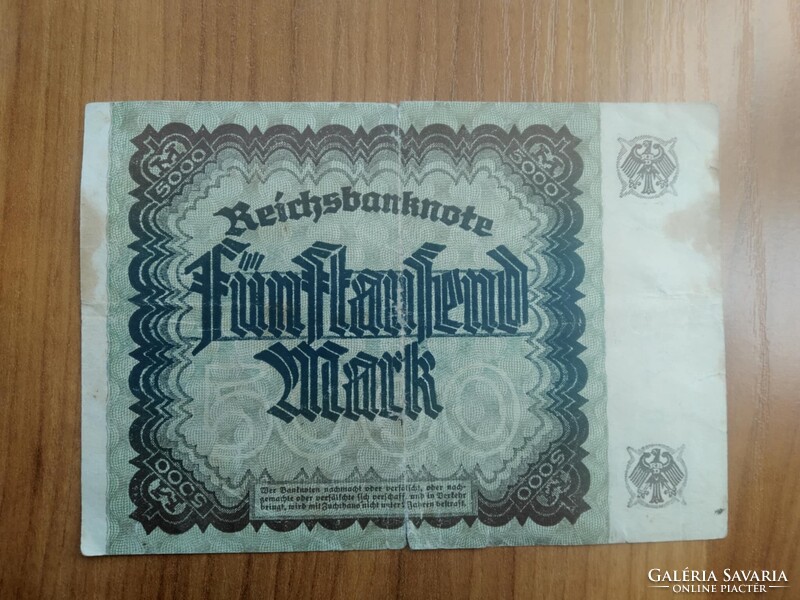 5000
5000
Reichsbanknote
Fünftausend
Mark
5000
Wer Banknoten nachmacht oder verfälscht, oder nach-
gemachte oder verfälschte sich verschafft und in Verkehr
bringt, wird mit Zuchthaus nicht unter 2 Jahren bestraft.
5000
5000
GALÉRIA SAVARIA
ONLINE PIACTÉR